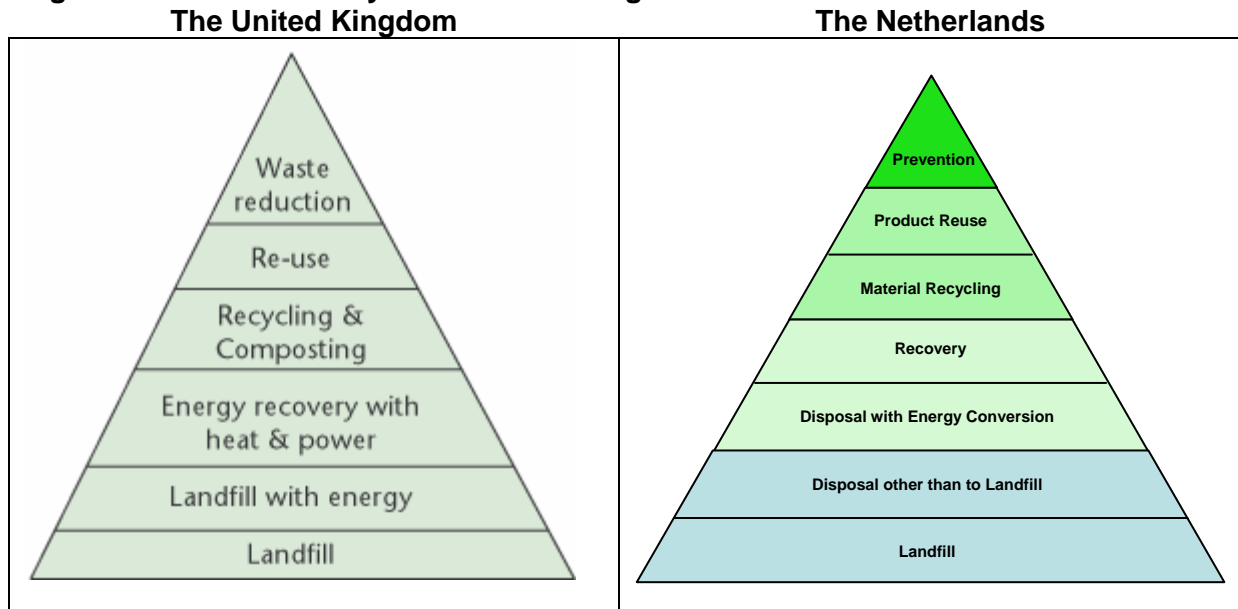 The United Kingdom
Waste
reduction
Re-use
Recycling &
Composting
Energy recovery with
heat & power
Landfill with energy
Landfill
The Netherlands
Prevention
Product Reuse
Material Recycling
Recovery
Disposal with Energy Conversion
Disposal other than to Landfill
Landfill